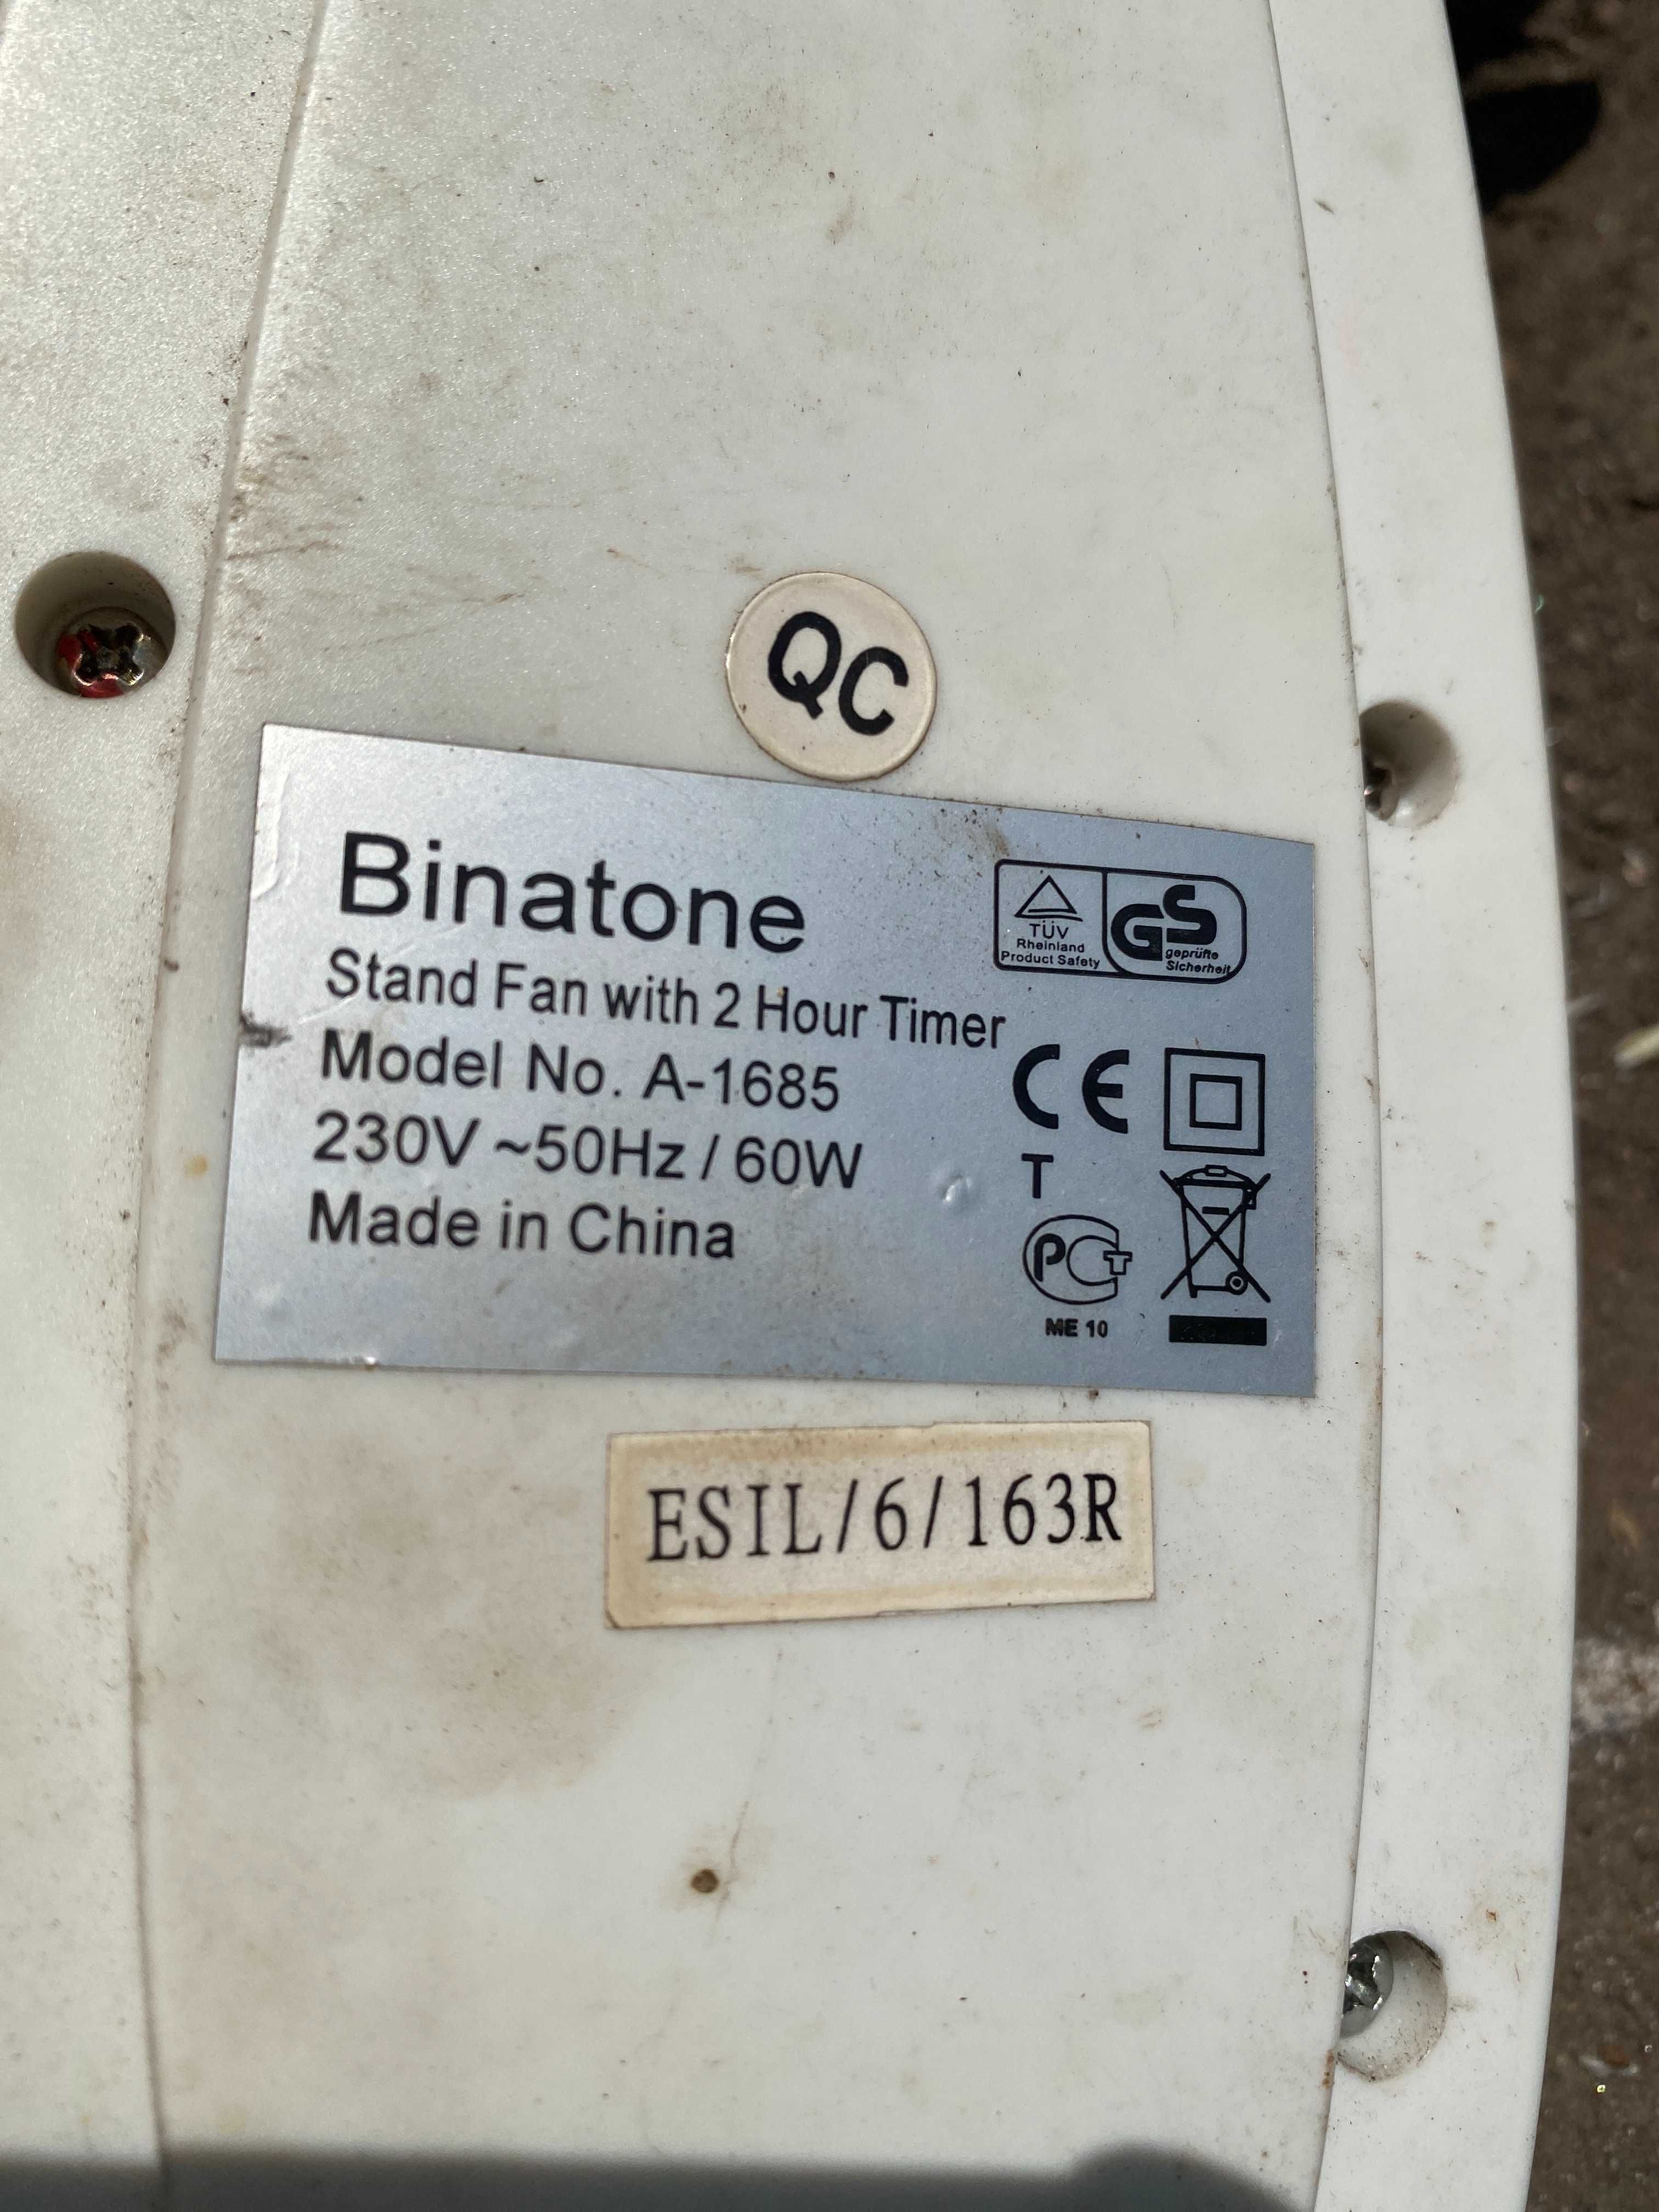 QC
Binatone
Stand Fan with 2 Hour Timer
Model No. A-1685
230V ~50Hz / 60W
Made in China
TÜV
Rheinland
Product Safety
GS
geprüfte
Sicherheit
CE
T
PCT
ME 10
ESIL/6/163R